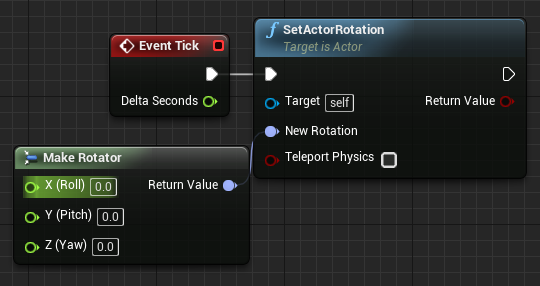 Event Tick
Delta Seconds
f SetActorRotation
Target is Actor
Target self
Return Value
New Rotation
Teleport Physics
Make Rotator
X (Roll) 0.0
Return Value
Y (Pitch) 0.0
Z (Yaw) 0.0